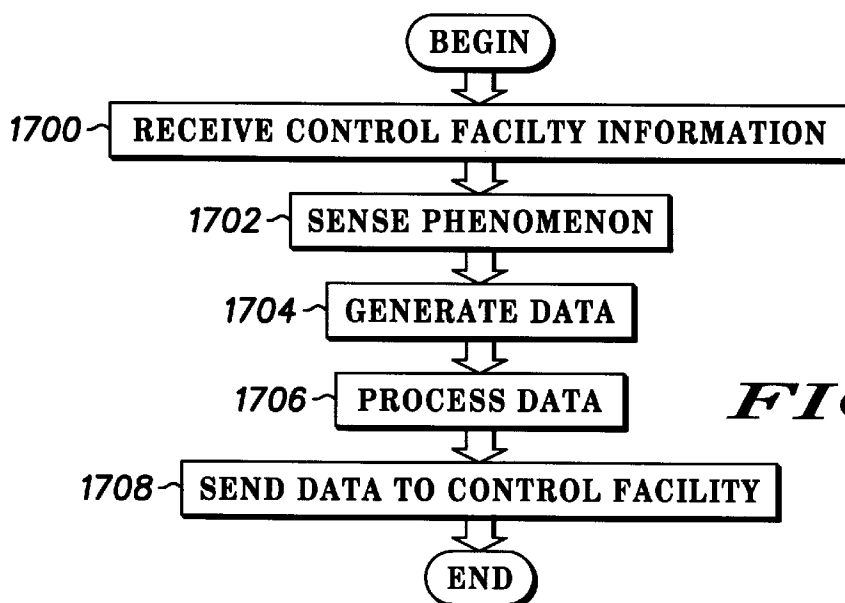 BEGIN
1700 RECEIVE CONTROL FACILTY INFORMATION
1702 SENSE PHENOMENON
1704 GENERATE DATA
1706 PROCESS DATA
1708 SEND DATA TO CONTROL FACILITY
END